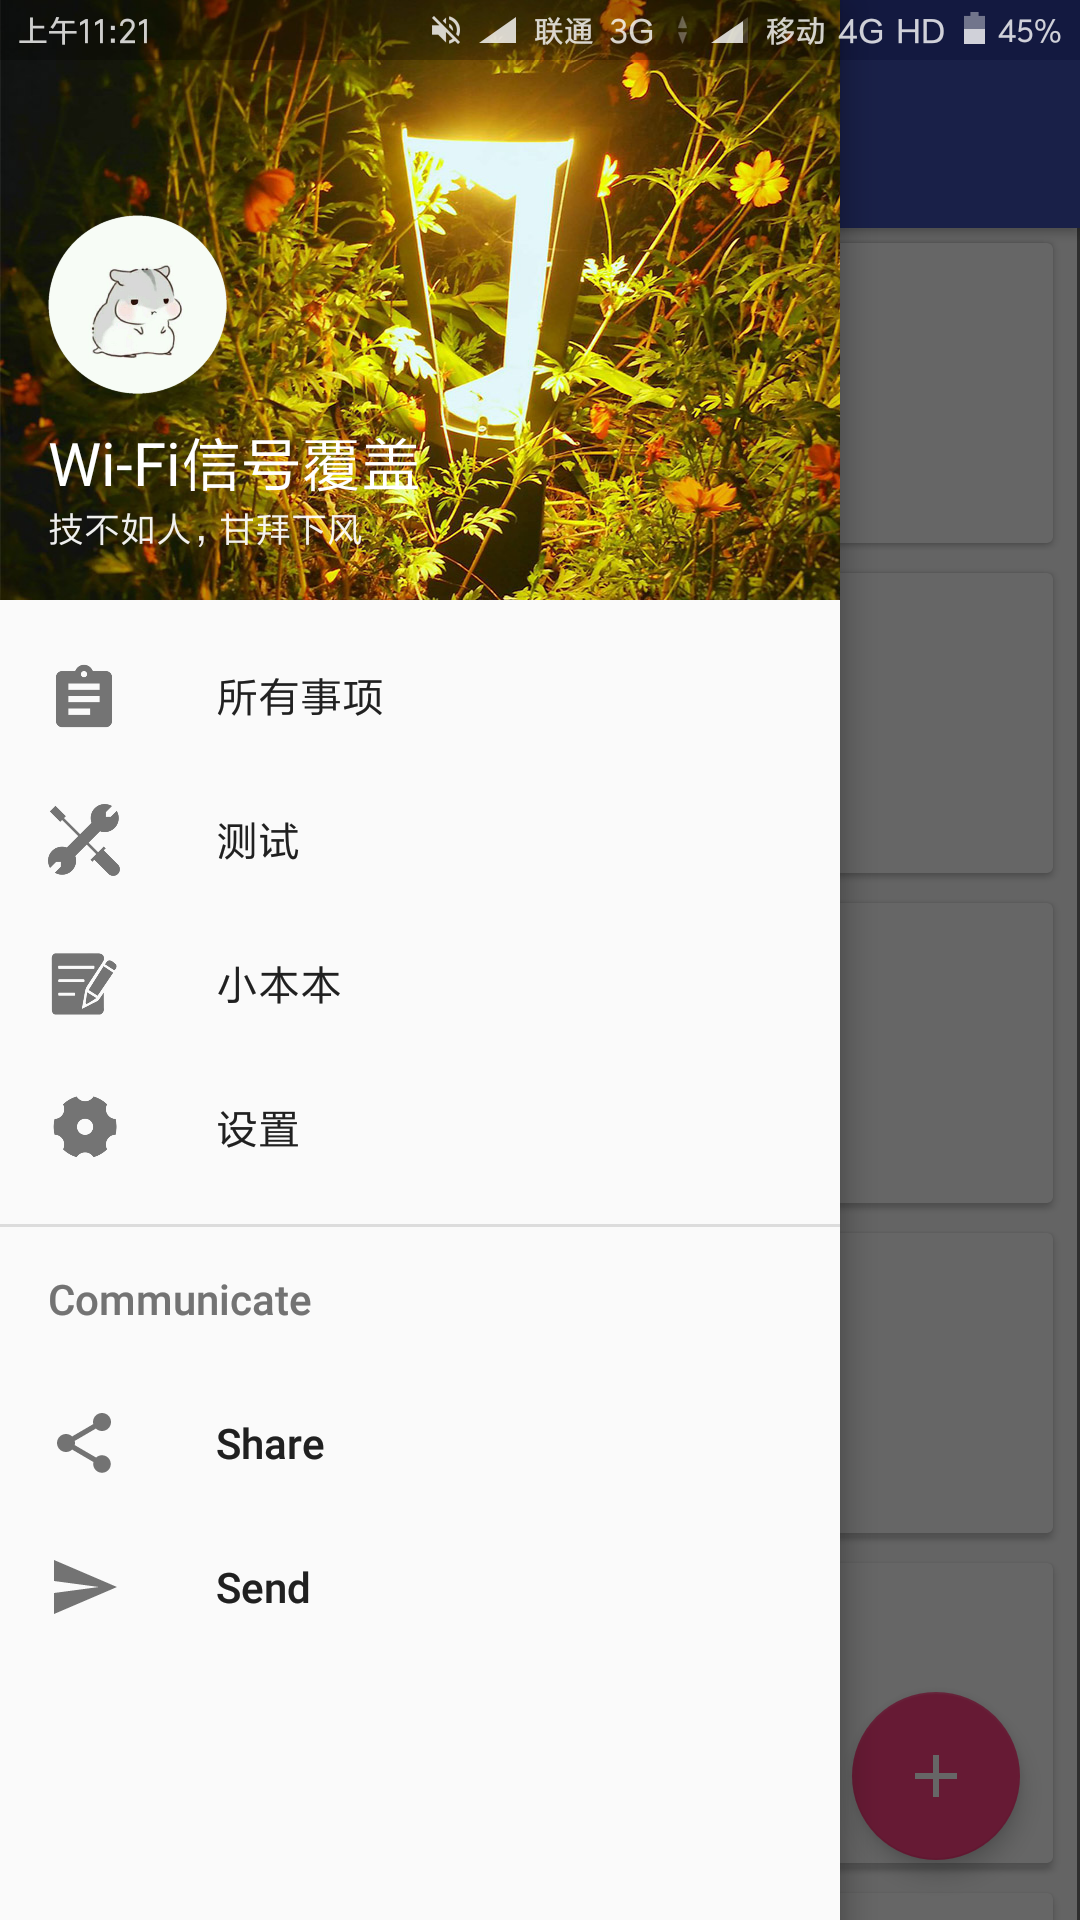 上午11:21 联通 3G 移动 4G HD 45%
Wi-Fi信号覆盖
技不如人，甘拜下风
所有事项
测试
小本本
设置
Communicate
Share
Send